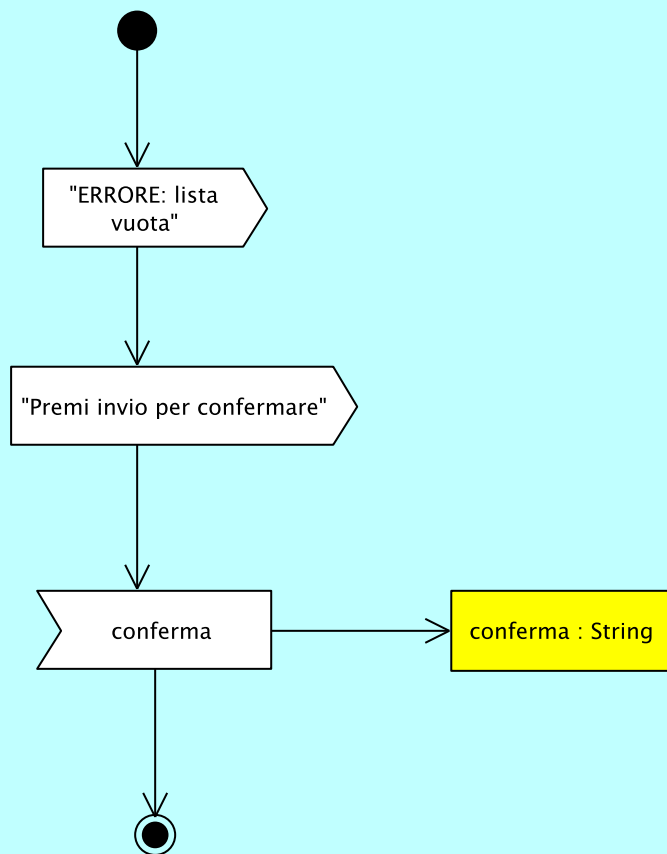 "ERRORE: lista
vuota"
"Premi invio per confermare"
conferma
conferma : String